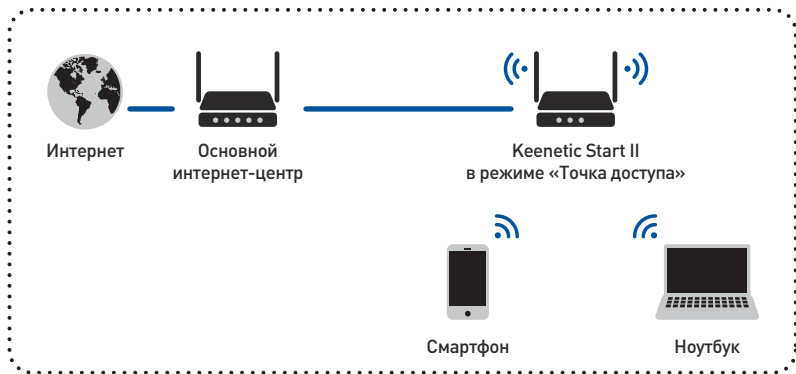 Интернет
Основной
интернет-центр
Keenetic Start II
в режиме «Точка доступа»
Смартфон
Ноутбук